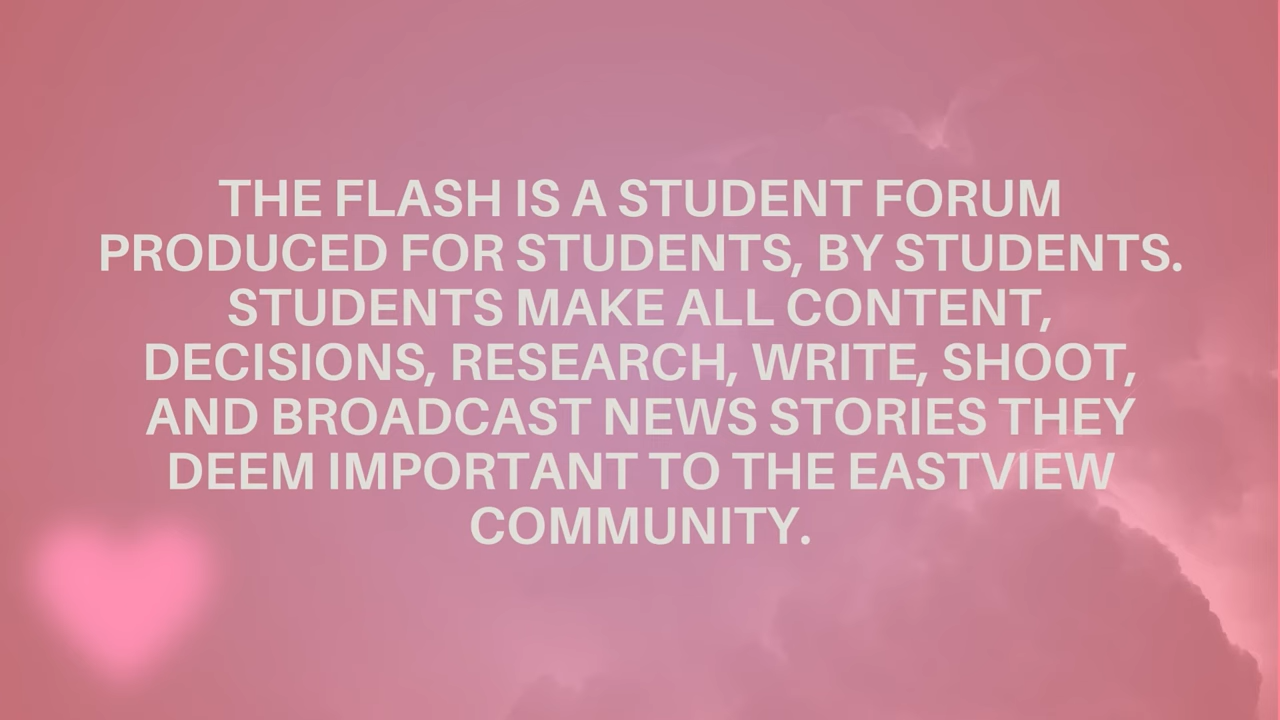 THE FLASH IS A STUDENT FORUM
PRODUCED FOR STUDENTS, BY STUDENTS.
STUDENTS MAKE ALL CONTENT,
DECISIONS, RESEARCH, WRITE, SHOOT,
AND BROADCAST NEWS STORIES THEY
DEEM IMPORTANT TO THE EASTVIEW
COMMUNITY.